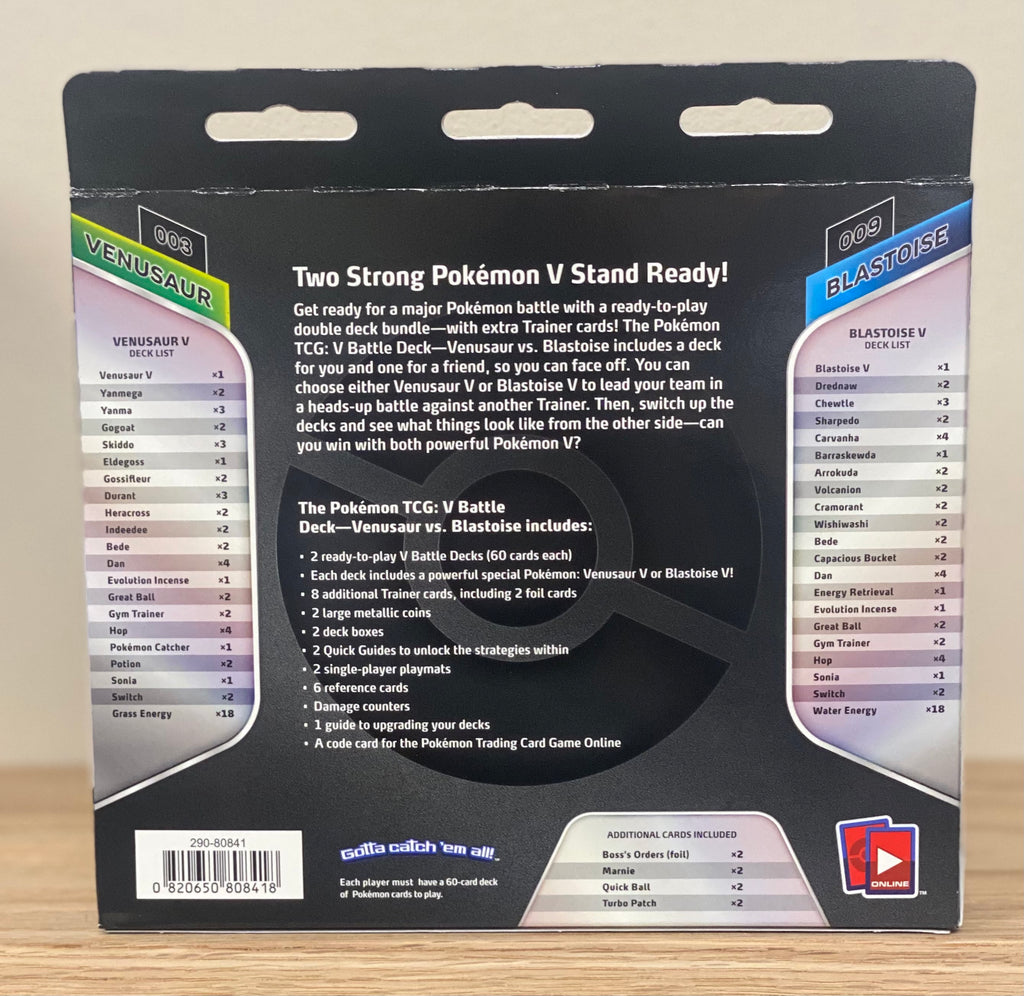 003
VENUSAUR
VENUSAUR V
DECK LIST
Venusaur V ×1
Yanmega ×2
Yanma ×3
Gogoat ×2
Skiddo ×3
Eldegoss ×1
Gossifleur ×2
Durant ×3
Heracross ×2
Indeedee ×2
Bede ×2
Dan ×4
Evolution Incense ×1
Great Ball ×2
Gym Trainer ×2
Hop ×4
Pokémon Catcher ×1
Potion ×2
Sonia ×1
Switch ×2
Grass Energy ×18
Two Strong Pokémon V Stand Ready!
Get ready for a major Pokémon battle with a ready-to-play
double deck bundle—with extra Trainer cards! The Pokémon
TCG: V Battle Deck—Venusaur vs. Blastoise includes a deck
for you and one for a friend, so you can face off. You can
choose either Venusaur V or Blastoise V to lead your team in
a heads-up battle against another Trainer. Then, switch up the
decks and see what things look like from the other side—can
you win with both powerful Pokémon V?
The Pokémon TCG: V Battle
Deck—Venusaur vs. Blastoise includes:
• 2 ready-to-play V Battle Decks (60 cards each)
• Each deck includes a powerful special Pokémon: Venusaur V or Blastoise V!
• 8 additional Trainer cards, including 2 foil cards
• 2 large metallic coins
• 2 deck boxes
• 2 Quick Guides to unlock the strategies within
• 2 single-player playmats
• 6 reference cards
• Damage counters
• 1 guide to upgrading your decks
• A code card for the Pokémon Trading Card Game Online
009
BLASTOISE
BLASTOISE V
DECK LIST
Blastoise V ×1
Drednaw ×2
Chewtle ×3
Sharpedo ×2
Carvanha ×4
Barraskewda ×1
Arrokuda ×2
Volcanion ×2
Cramorant ×2
Wishiwashi ×2
Bede ×2
Capacious Bucket ×2
Dan ×4
Energy Retrieval ×1
Evolution Incense ×1
Great Ball ×2
Gym Trainer ×2
Hop ×4
Sonia ×1
Switch ×2
Water Energy ×18
290-80841
0 820650 808418
Gotta catch 'em all!™
Each player must have a 60-card deck
of Pokémon cards to play.
ADDITIONAL CARDS INCLUDED
Boss's Orders (foil) ×2
Marnie ×2
Quick Ball ×2
Turbo Patch ×2
ONLINE
™